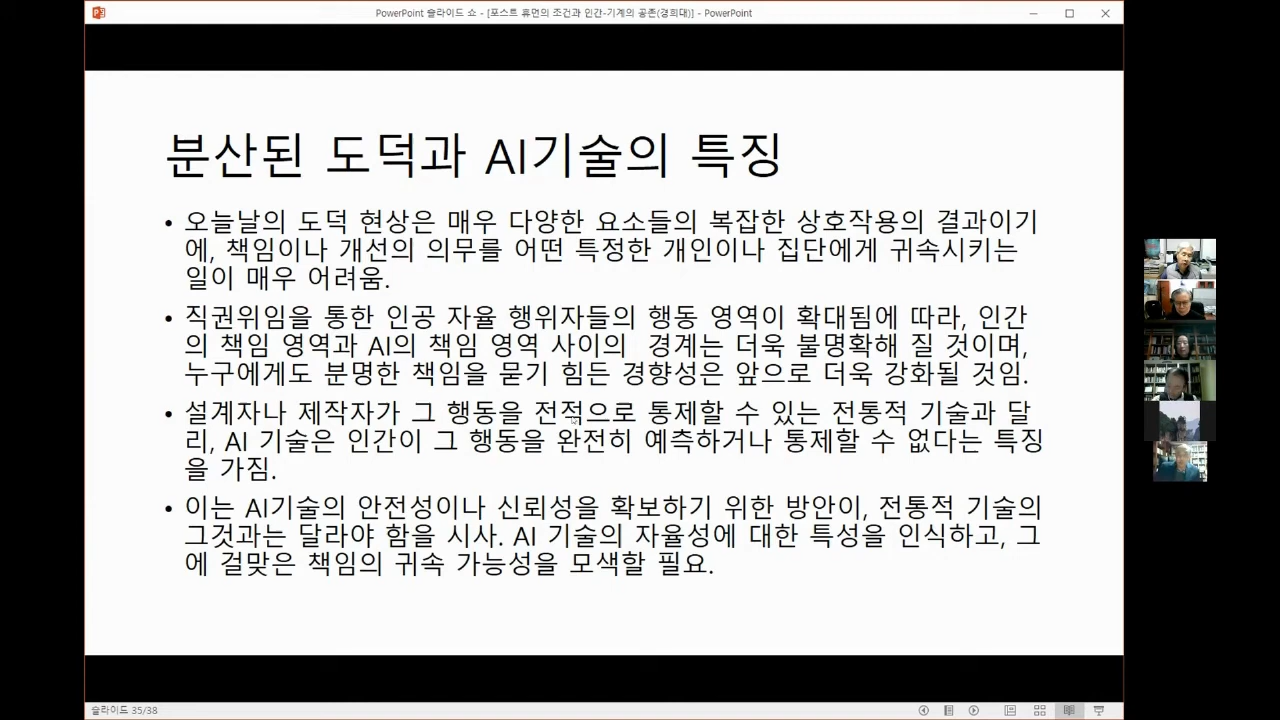 PowerPoint 슬라이드 쇼 - [포스트 휴먼의 조건과 인간-기계의 공존(경희대)] - PowerPoint
분산된 도덕과 AI기술의 특징
• 오늘날의 도덕 현상은 매우 다양한 요소들의 복잡한 상호작용의 결과이기
에, 책임이나 개선의 의무를 어떤 특정한 개인이나 집단에게 귀속시키는
일이 매우 어려움.
• 직권위임을 통한 인공 자율 행위자들의 행동 영역이 확대됨에 따라, 인간
의 책임 영역과 AI의 책임 영역 사이의 경계는 더욱 불명확해 질 것이며,
누구에게도 분명한 책임을 묻기 힘든 경향성은 앞으로 더욱 강화될 것임.
• 설계자나 제작자가 그 행동을 전적으로 통제할 수 있는 전통적 기술과 달
리, AI 기술은 인간이 그 행동을 완전히 예측하거나 통제할 수 없다는 특징
을 가짐.
• 이는 AI기술의 안전성이나 신뢰성을 확보하기 위한 방안이, 전통적 기술의
그것과는 달라야 함을 시사. AI 기술의 자율성에 대한 특성을 인식하고, 그
에 걸맞은 책임의 귀속 가능성을 모색할 필요.
슬라이드 35/38